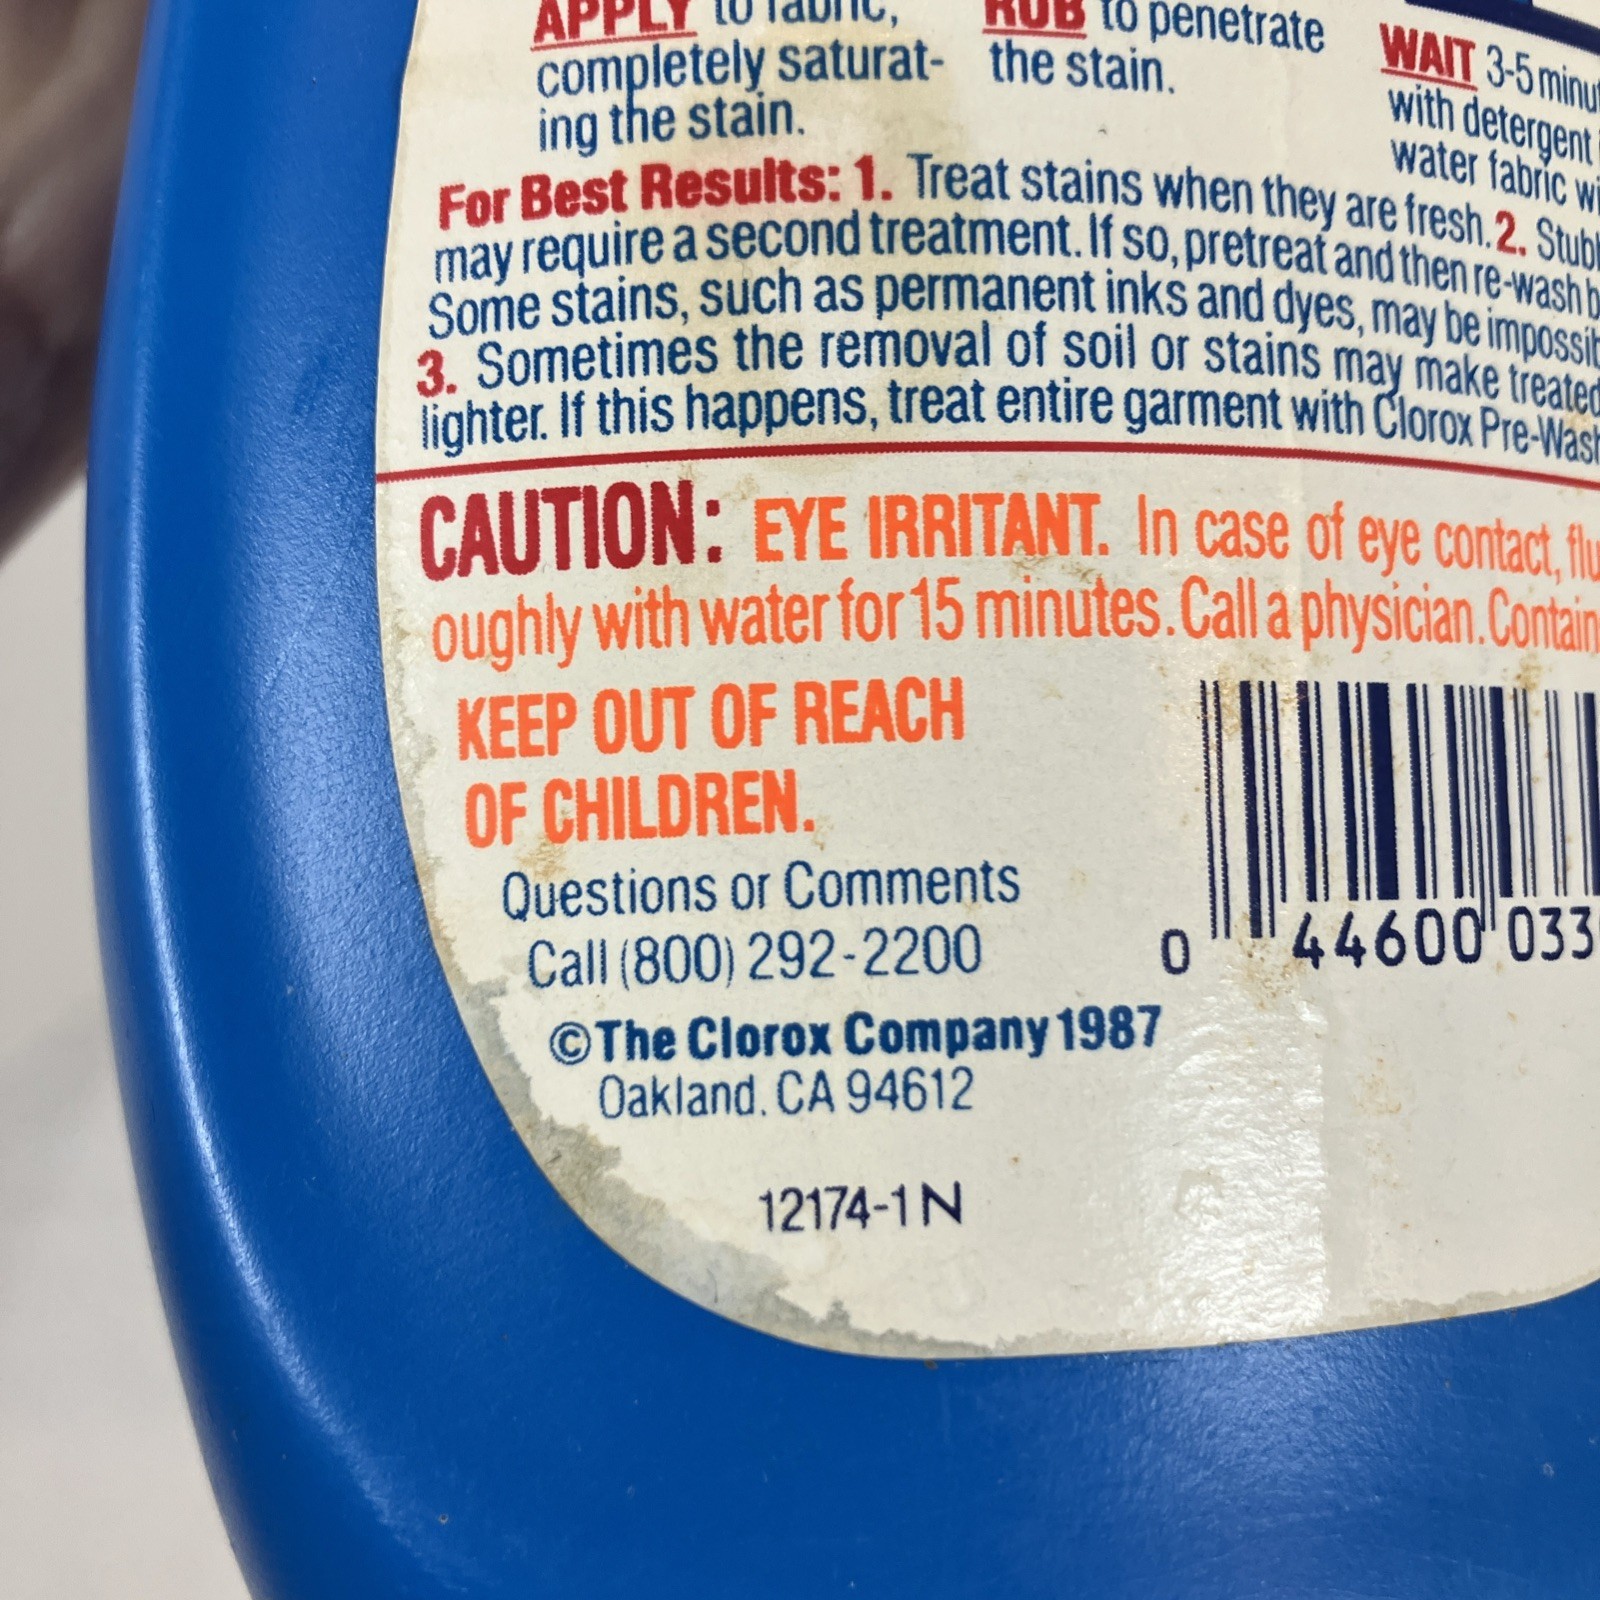 APPLY to fabric,
completely saturat-
ing the stain.
RUB to penetrate
the stain.
WAIT 3-5
with detergent
water fabric
For Best Results: 1. Treat stains when they are fresh. 2.
may require a second treatment. If so, pretreat and then re-wash
Some stains, such as permanent inks and dyes, may be
3. Sometimes the removal of soil or stains may make treated
lighter. If this happens, treat entire garment with Clorox Pre-Wash
CAUTION: EYE IRRITANT. In case of eye contact,
oughly with water for 15 minutes. Call a physician.
KEEP OUT OF REACH
OF CHILDREN.
Questions or Comments
Call (800) 292-2200
©The Clorox Company 1987
Oakland, CA 94612
12174-1 N
0 44600 033